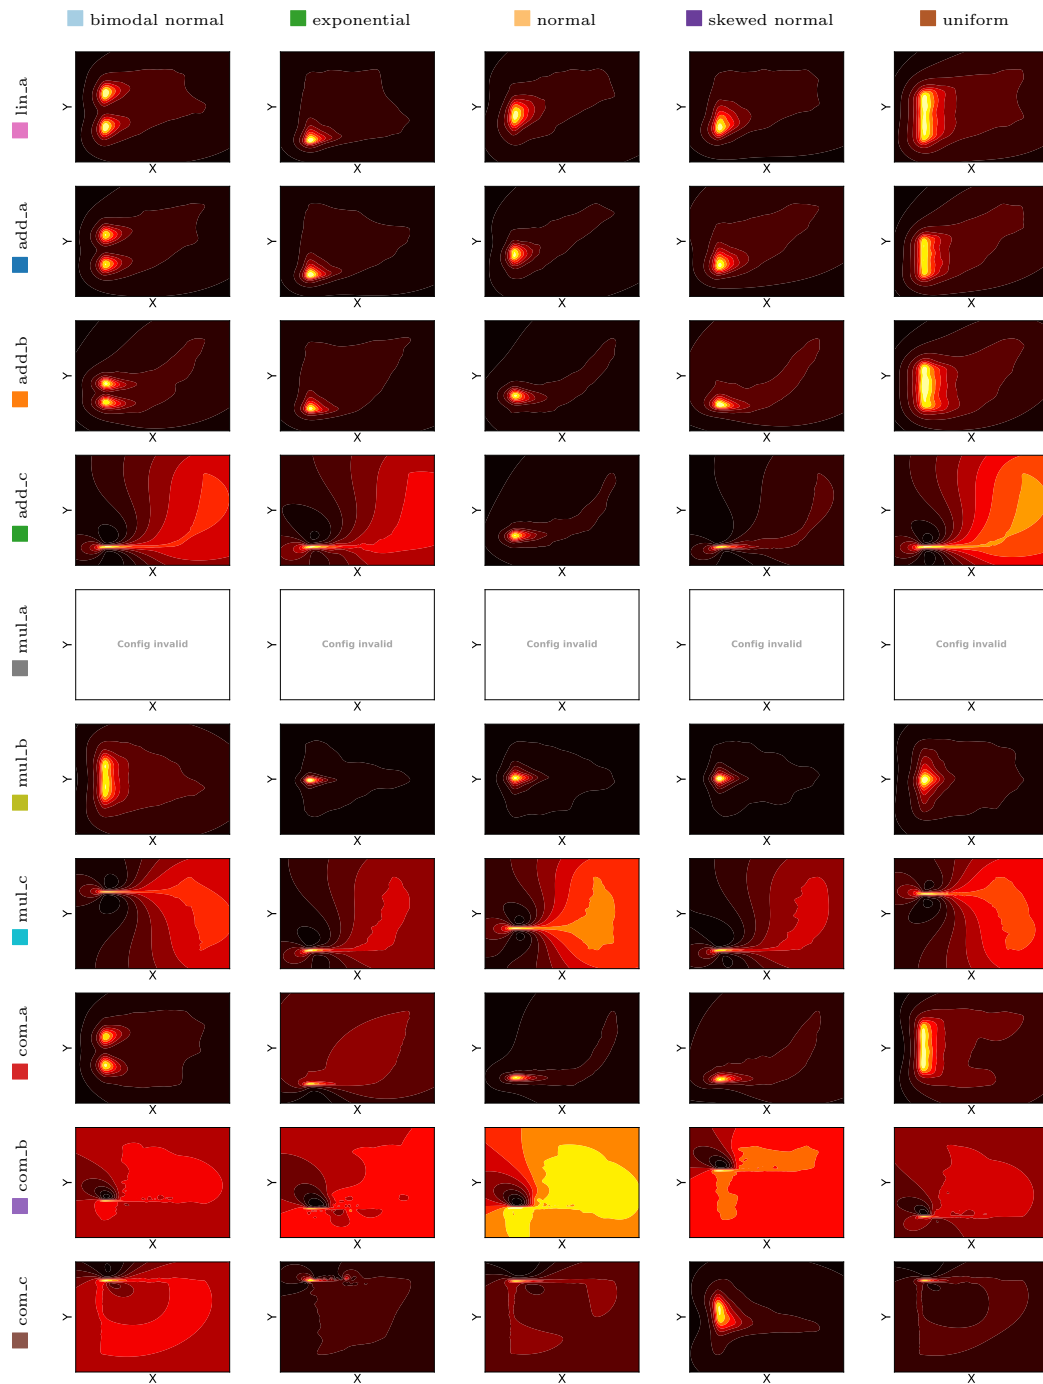 bimodal normal exponential normal skewed normal uniform
lin_a Y Y Y Y Y
X X X X X
add_a Y Y Y Y Y
X X X X X
add_b Y Y Y Y Y
X X X X X
add_c Y Y Y Y Y
X X X X X
mul_a Y Config invalid Y Config invalid Y Config invalid Y Config invalid Y Config invalid
X X X X X
mul_b Y Y Y Y Y
X X X X X
mul_c Y Y Y Y Y
X X X X X
com_a Y Y Y Y Y
X X X X X
com_b Y Y Y Y Y
X X X X X
com_c Y Y Y Y Y
X X X X X